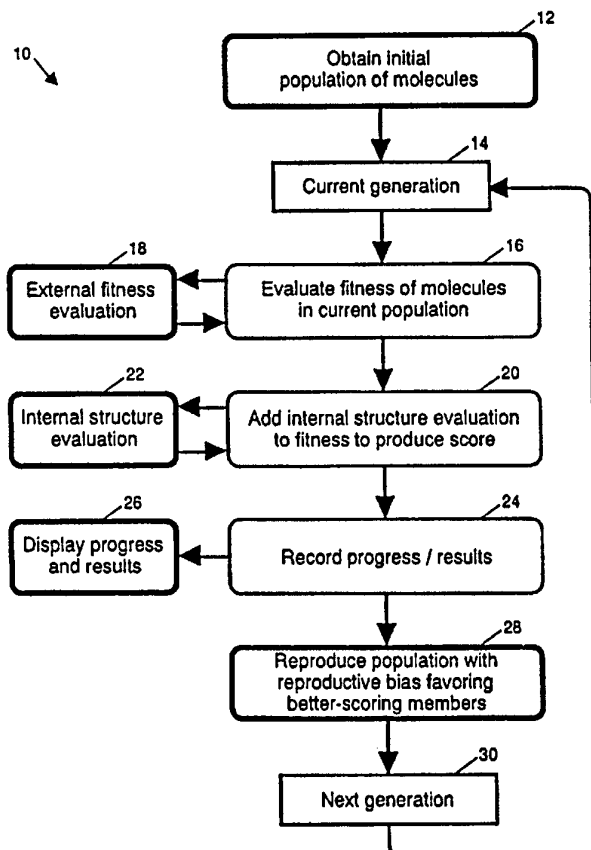 12
Obtain initial
population of molecules
10
14
Current generation
18
External fitness
evaluation
16
Evaluate fitness of molecules
in current population
22
Internal structure
evaluation
20
Add internal structure evaluation
to fitness to produce score
26
Display progress
and results
24
Record progress / results
28
Reproduce population with
reproductive bias favoring
better-scoring members
30
Next generation